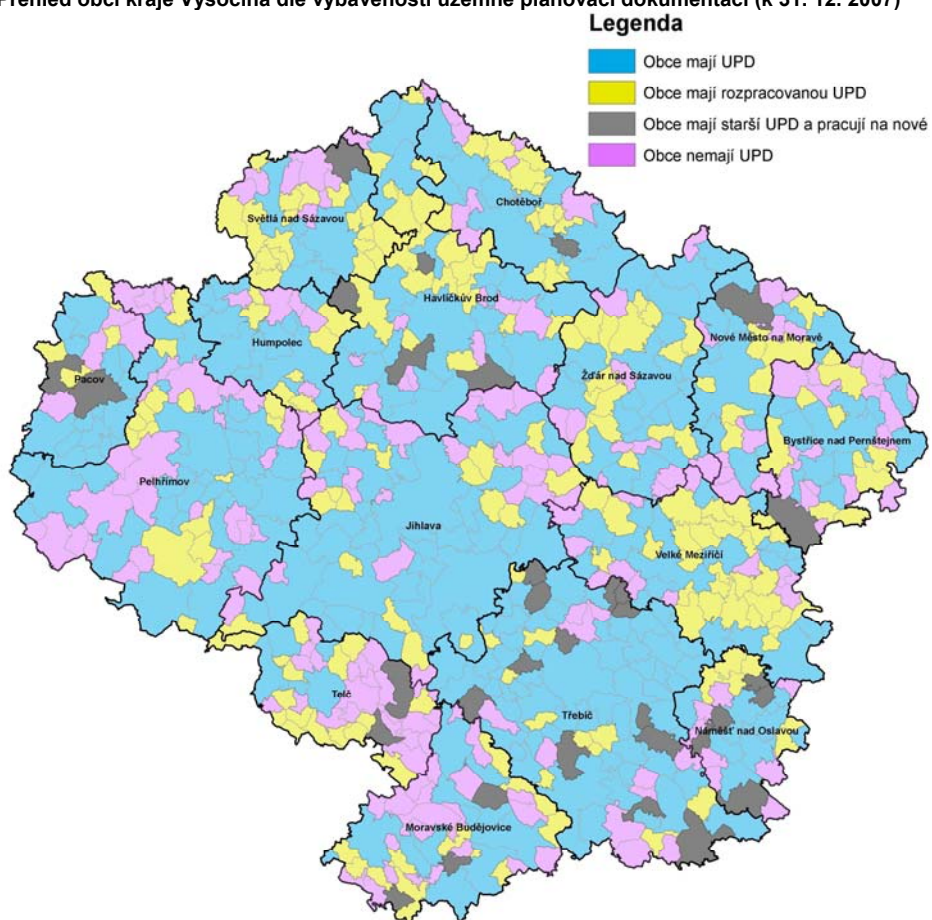 Přehled obcí kraje Vysočina dle vybavenosti územně plánovací dokumentací (k 31. 12. 2007)
Legenda
Obce mají UPD
Obce mají rozpracovanou UPD
Obce mají starší UPD a pracují na nové
Obce nemají UPD
Chotěboř
Světlá nad Sázavou
Havlíčkův Brod
Humpolec
Nové Město na Moravě
Pacov
Žďár nad Sázavou
Bystřice nad Pernštejnem
Pelhřimov
Jihlava
Velké Meziříčí
Telč
Třebíč
Náměšť nad Oslavou
Moravské Budějovice